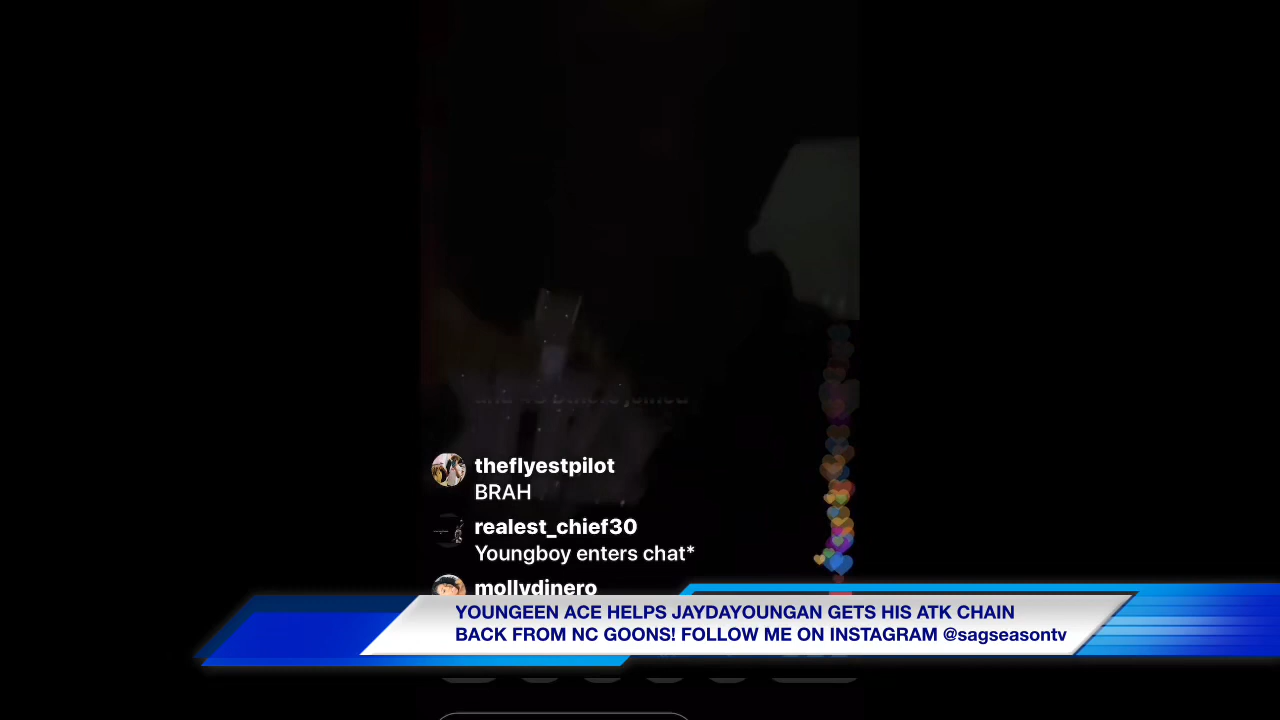 theflyestpilot
BRAH
realest_chief30
Youngboy enters chat*
mollydinero
YOUNGEEN ACE HELPS JAYDAYOUNGAN GETS HIS ATK CHAIN
BACK FROM NC GOONS! FOLLOW ME ON INSTAGRAM @sagseasontv